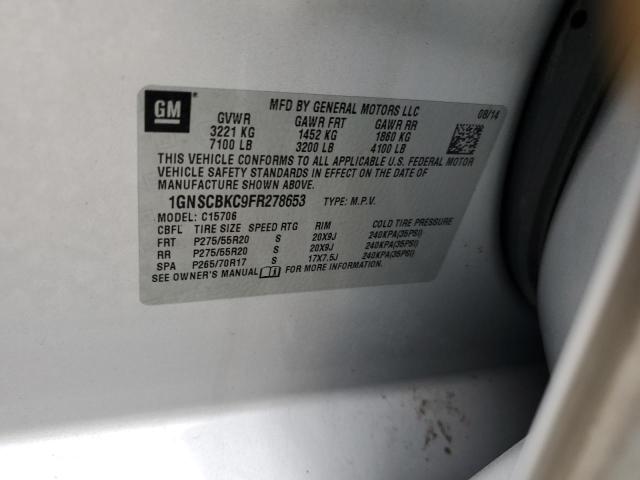 GM
MFD BY GENERAL MOTORS LLC 08/14
GVWR GAWR FRT GAWR RR
3221 KG 1452 KG 1860 KG
7100 LB 3200 LB 4100 LB
THIS VEHICLE CONFORMS TO ALL APPLICABLE U.S. FEDERAL MOTOR
VEHICLE SAFETY STANDARDS IN EFFECT ON THE DATE OF
MANUFACTURE SHOWN ABOVE.
1GNSCBKC9FR278653 TYPE: M.P.V.
MODEL: C15706
CBFL TIRE SIZE SPEED RTG RIM COLD TIRE
FRT P275/55R20 S 20X9J 240KPA(35PSI)
RR P275/55R20 S 20X9J 240KPA(35PSI)
SPA P265/70R17 S 17X7.5J 240KPA(35PSI)
SEE OWNER'S MANUAL FOR MORE INFORMATION.